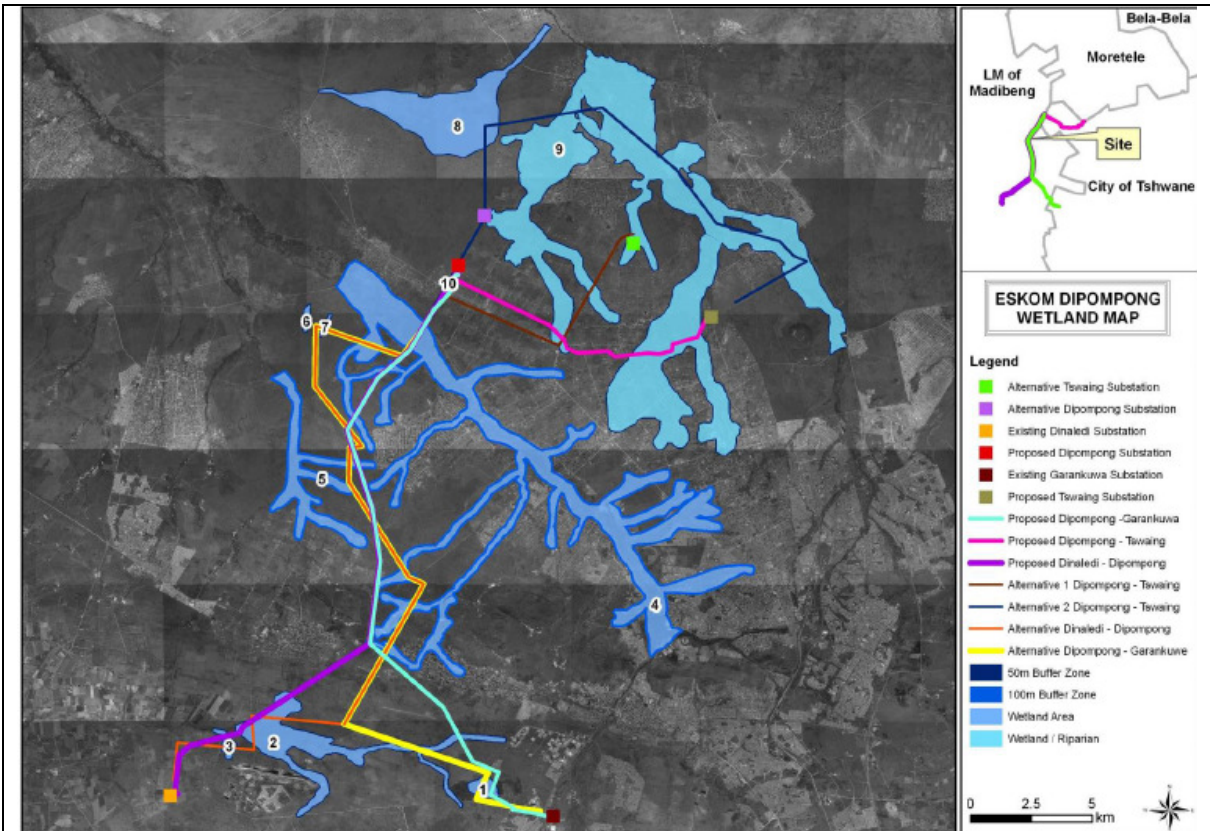 Bela-Bela
Moretele
LM of
Madibeng
Site
City of Tshwane
8
9
10
6
7
5
4
3
2
1
ESKOM DIPOMPONG
WETLAND MAP
Legend
Alternative Tswaing Substation
Alternative Dipompong Substation
Existing Dinaledi Substation
Proposed Dipompong Substation
Existing Garankuwa Substation
Proposed Tswaing Substation
Proposed Dipompong -Garankuwa
Proposed Dipompong - Tswaing
Proposed Dinaledi - Dipompong
Alternative 1 Dipompong - Tswaing
Alternative 2 Dipompong - Tswaing
Alternative Dinaledi - Dipompong
Alternative Dipompong - Garankuwe
50m Buffer Zone
100m Buffer Zone
Wetland Area
Wetland / Riparian
0 2.5 5
km